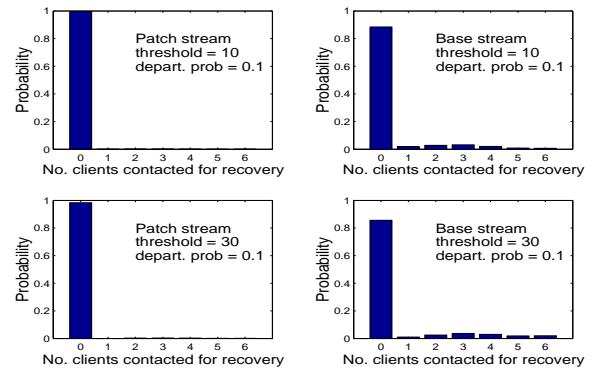 Patch stream
threshold = 10
depart. prob = 0.1
Probability
1
0.8
0.6
0.4
0.2
0
0 1 2 3 4 5 6
No. clients contacted for recovery
Base stream
threshold = 10
depart. prob = 0.1
Probability
1
0.8
0.6
0.4
0.2
0
0 1 2 3 4 5 6
No. clients contacted for recovery
Patch stream
threshold = 30
depart. prob = 0.1
Probability
1
0.8
0.6
0.4
0.2
0
0 1 2 3 4 5 6
No. clients contacted for recovery
Base stream
threshold = 30
depart. prob = 0.1
Probability
1
0.8
0.6
0.4
0.2
0
0 1 2 3 4 5 6
No. clients contacted for recovery